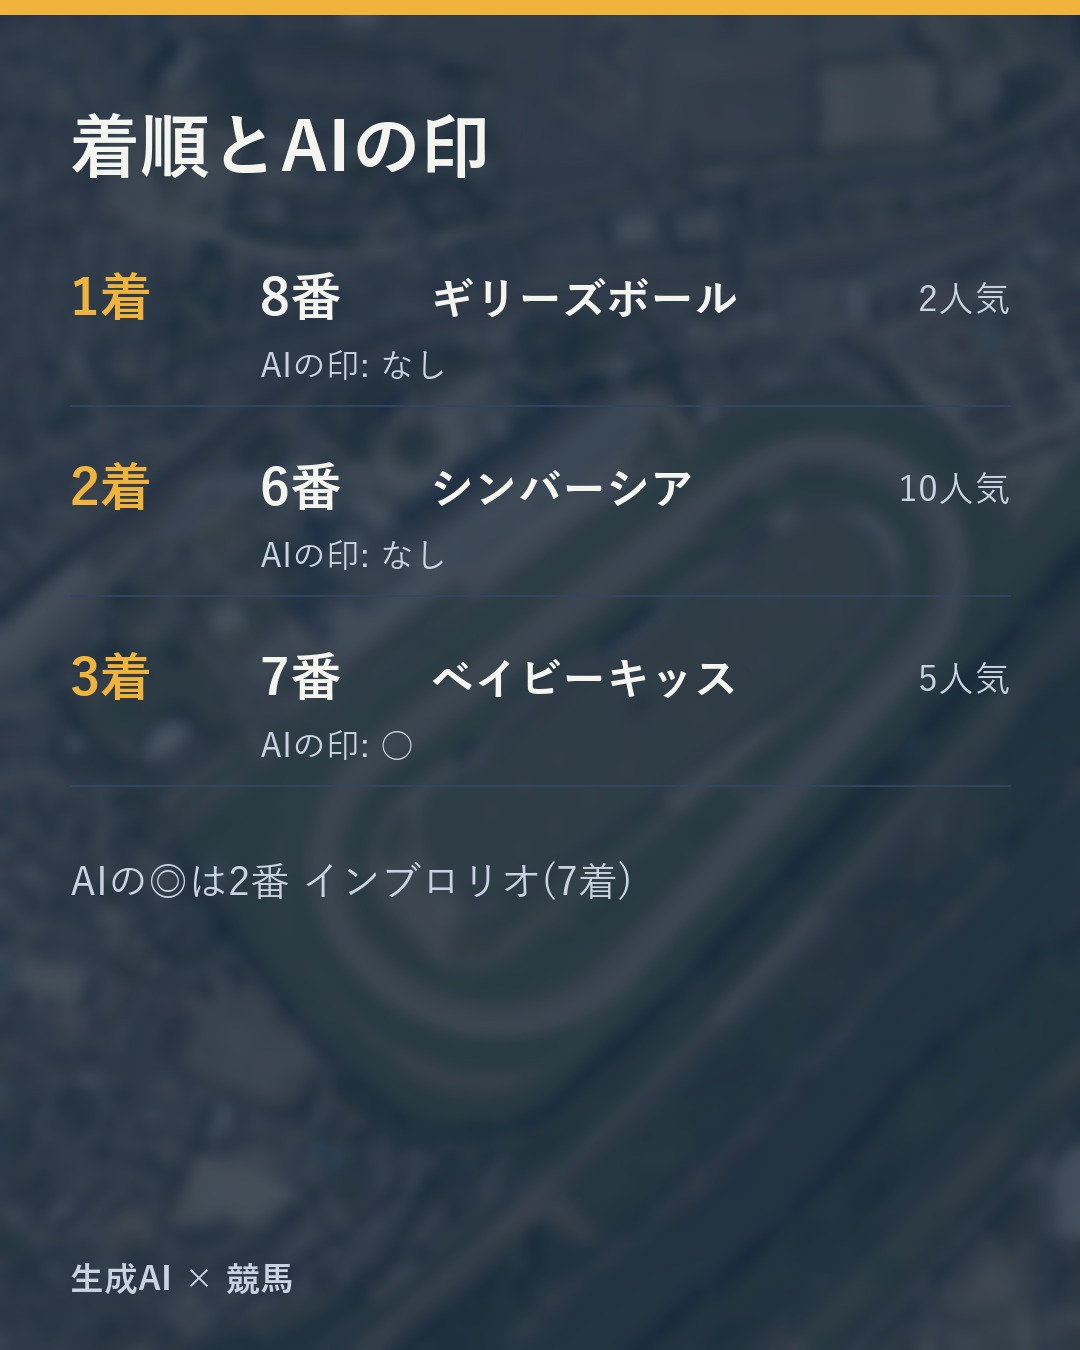 着順とAIの印
1着 8番 ギリーズボール 2人気
AIの印: なし
2着 6番 シンバーシア 10人気
AIの印: なし
3着 7番 ベイビーキッス 5人気
AIの印: ○
AIの◎は2番 インブロリオ(7着)
生成AI × 競馬